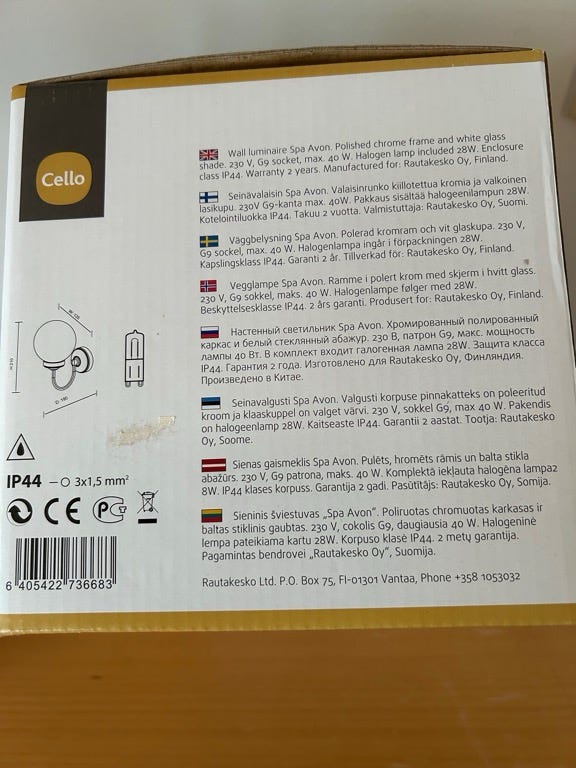 Cello
Wall luminaire Spa Avon. Polished chrome frame and white glass
shade. 230 V, G9 socket, max. 40 W. Halogen lamp included 28W. Enclosure
class IP44. Warranty 2 years. Manufactured for: Rautakesko Oy, Finland.
Seinävalaisin Spa Avon. Valaisinrunko kiillotettua kromia ja valkoinen
lasikupu. 230V G9-kanta max. 40W. Pakkaus sisältää halogeenilampun 28W.
Kotelointiluokka IP44. Takuu 2 vuotta. Valmistuttaja: Rautakesko Oy, Suomi.
Väggbelysning Spa Avon. Polerad kromram och vit glaskupa. 230 V,
G9 sockel, max. 40 W. Halogenlampa ingår i förpackningen 28W.
Kapslingsklass IP44. Garanti 2 år. Tillverkad för: Rautakesko Oy, Finland.
Vegglampe Spa Avon. Ramme i polert krom med skjerm i hvitt glass.
230 V, G9 sokkel, maks. 40 W. Halogenlampe følger med 28W.
Beskyttelsesklasse IP44. 2 års garanti. Produsert for: Rautakesko Oy, Finland.
Настенный светильник Spa Avon. Хромированный полированный
каркас и белый стеклянный абажур. 230 В, патрон G9, макс. мощность
лампы 40 Вт. В комплект входит галогенная лампа 28W. Защита класса
IP44. Гарантия 2 года. Изготовлено для Rautakesko Oy, Финляндия.
Произведено в Китае.
Seinavalgusti Spa Avon. Valgusti korpuse pinnakatteks on poleeritud
kroom ja klaaskuppel on valget värvi. 230 V, sokkel G9, max 40 W. Pakendis
on halogeenlamp 28W. Kaitseaste IP44. Garantii 2 aastat. Tootja: Rautakesko
Oy, Soome.
Sienas gaismeklis Spa Avon. Pulēts, hromēts rāmis un balta stikla
abažūrs. 230 V, G9 patrona, maks. 40 W. Komplektā iekļauta halogēna lampa2
8W. IP44 klases korpuss. Garantija 2 gadi. Pasūtītājs: Rautakesko Oy, Somija.
Sieninis šviestuvas „Spa Avon”. Poliruotas chromuotas karkasas ir
baltas stiklinis gaubtas. 230 V, cokolis G9, daugiausia 40 W. Halogeninė
lempa pateikiama kartu 28W. Korpuso klasė IP44. 2 metų garantija.
Pagamintas bendrovei „Rautakesko Oy”, Suomija.
Rautakesko Ltd. P.O. Box 75, FI-01301 Vantaa, Phone +358 1053032
W 120
H 210
D 180
IP44 3x1,5 mm²
CE
6 405422 736683